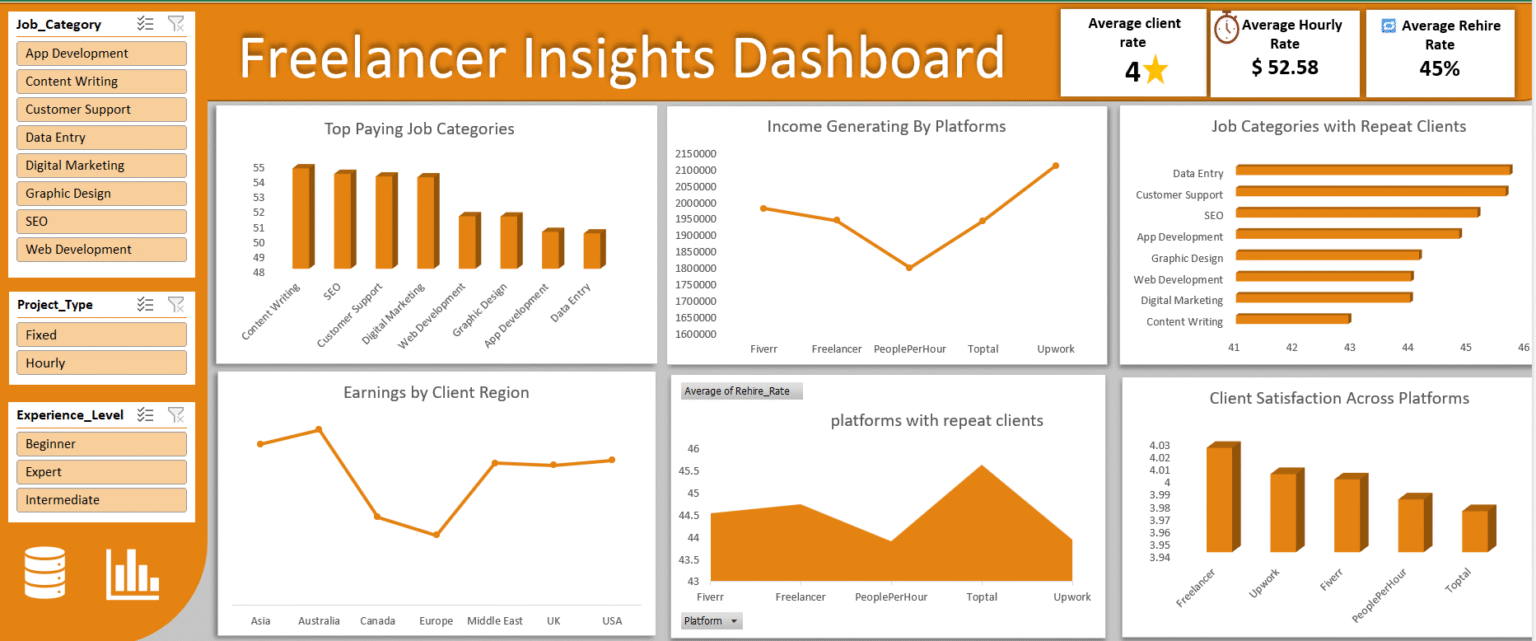 Job_Category
App Development
Content Writing
Customer Support
Data Entry
Digital Marketing
Graphic Design
SEO
Web Development
Project_Type
Fixed
Hourly
Experience_Level
Beginner
Expert
Intermediate
Freelancer Insights Dashboard
Average client
rate
4
Average Hourly
Rate
$ 52.58
Average Rehire
Rate
45%
Top Paying Job Categories
55
54
53
52
51
50
49
48
Content Writing
SEO
Customer Support
Digital Marketing
Web Development
Graphic Design
App Development
Data Entry
Income Generating By Platforms
2150000
2100000
2050000
2000000
1950000
1900000
1850000
1800000
1750000
1700000
1650000
1600000
Fiverr Freelancer PeoplePerHour Toptal Upwork
Job Categories with Repeat Clients
Data Entry
Customer Support
SEO
App Development
Graphic Design
Web Development
Digital Marketing
Content Writing
41 42 43 44 45 46
Earnings by Client Region
Asia Australia Canada Europe Middle East UK USA
Average of Rehire_Rate
platforms with repeat clients
46
45.5
45
44.5
44
43.5
43
Fiverr Freelancer PeoplePerHour Toptal Upwork
Platform
Client Satisfaction Across Platforms
4.03
4.02
4.01
4
3.99
3.98
3.97
3.96
3.95
3.94
Freelancer
Upwork
Fiverr
PeoplePerHour
Toptal